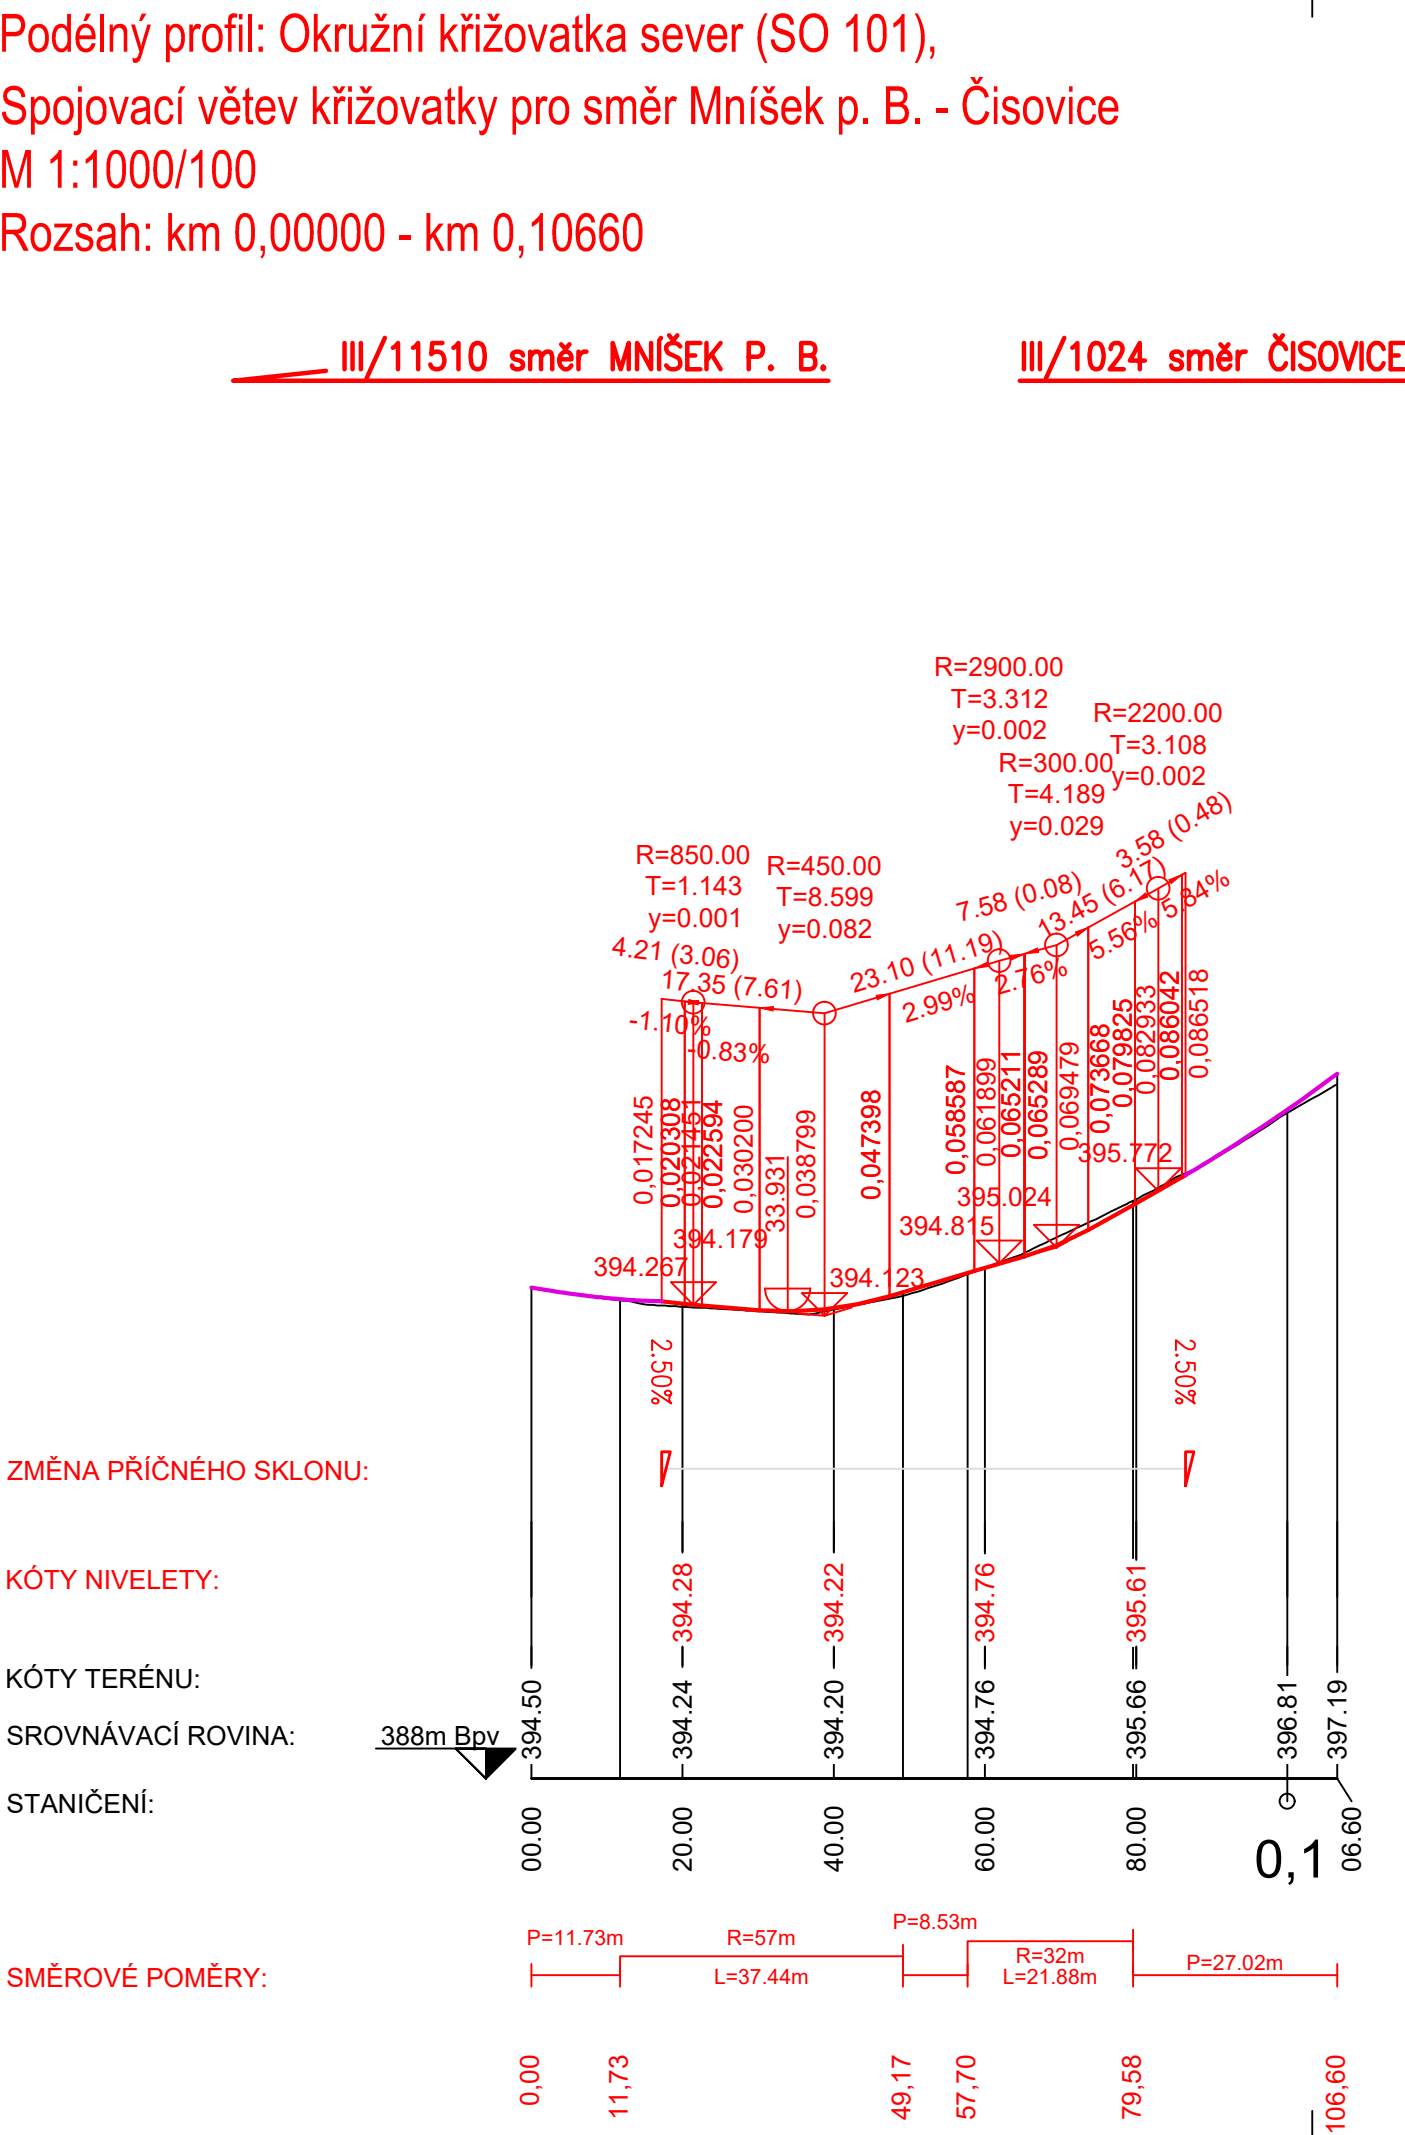 Podélný profil: Okružní křižovatka sever (SO 101),
Spojovací větev křižovatky pro směr Mníšek p. B. - Čisovice
M 1:1000/100
Rozsah: km 0,00000 - km 0,10660
III/11510 směr MNÍŠEK P. B.
III/1024 směr ČISOVICE
R=2900.00
T=3.312
y=0.002
R=2200.00
T=3.108
y=0.002
R=300.00
T=4.189
y=0.029
R=850.00
T=1.143
y=0.001
R=450.00
T=8.599
y=0.082
4.21 (3.06)
17.35 (7.61)
23.10 (11.19)
7.58 (0.08)
13.45 (6.17)
3.58 (0.48)
-1.10%
-0.83%
2.99%
2.76%
5.56%
5.84%
0,017245
0,020308
0,021451
0,022594
0,030200
33.931
0,038799
0,047398
0,058587
0,061899
0,065211
0,065289
0,069479
0,073668
0,079825
0,082933
0,086042
0,086518
394.267
394.179
394.123
394.815
395.024
395.772
2.50%
2.50%
ZMĚNA PŘÍČNÉHO SKLONU:
KÓTY NIVELETY:
394.28
394.22
394.76
395.61
KÓTY TERÉNU:
394.50
394.24
394.20
394.76
395.66
396.81
397.19
SROVNÁVACÍ ROVINA:
388m Bpv
STANIČENÍ:
00.00
20.00
40.00
60.00
80.00
0,1
06.60
SMĚROVÉ POMĚRY:
P=11.73m
R=57m
L=37.44m
P=8.53m
R=32m
L=21.88m
P=27.02m
0,00
11,73
49,17
57,70
79,58
106,60